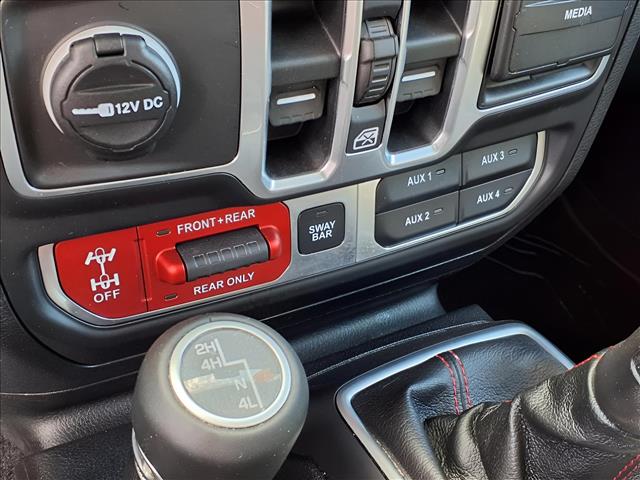 MEDIA
12V DC
AUX 1
AUX 3
AUX 2
AUX 4
FRONT+REAR
SWAY
BAR
OFF
REAR ONLY
2H
4H
N
4L